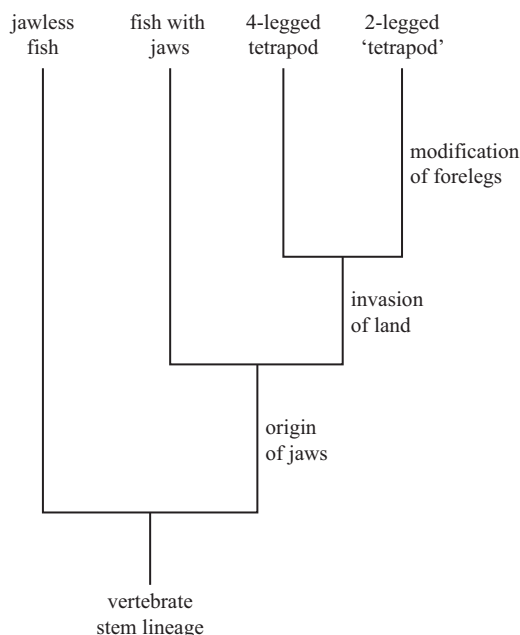 jawless
fish
fish with
jaws
4-legged
tetrapod
2-legged
‘tetrapod’
modification
of forelegs
invasion
of land
origin
of jaws
vertebrate
stem lineage